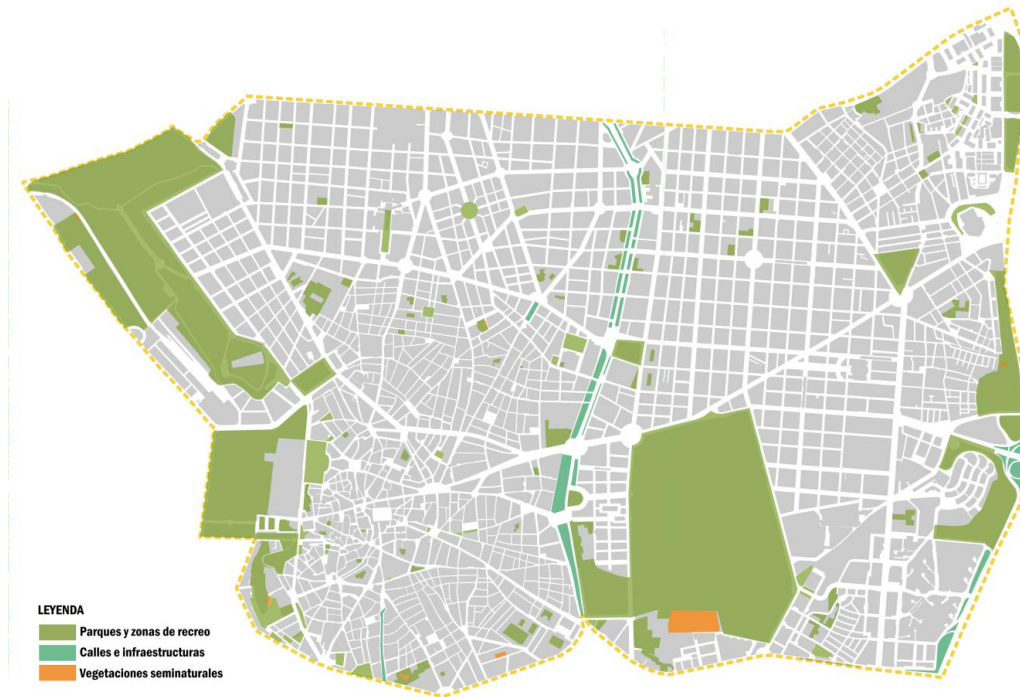 LEYENDA
Parques y zonas de recreo
Calles e infraestructuras
Vegetaciones seminaturales